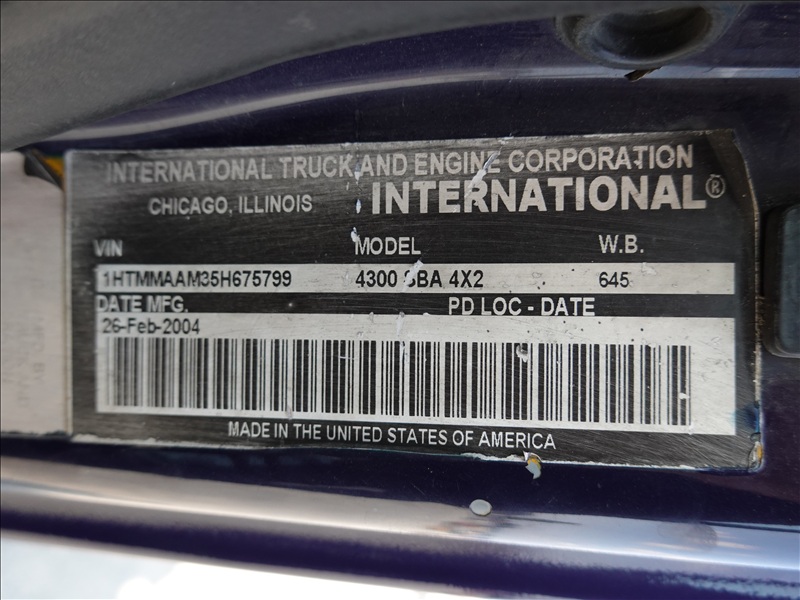 INTERNATIONAL TRUCK AND ENGINE CORPORATION
CHICAGO, ILLINOIS INTERNATIONAL®
VIN MODEL W.B.
1HTMMAAM35H675799 4300 SBA 4X2 645
DATE MFG. PD LOC - DATE
26-Feb-2004
MADE IN THE UNITED STATES OF AMERICA